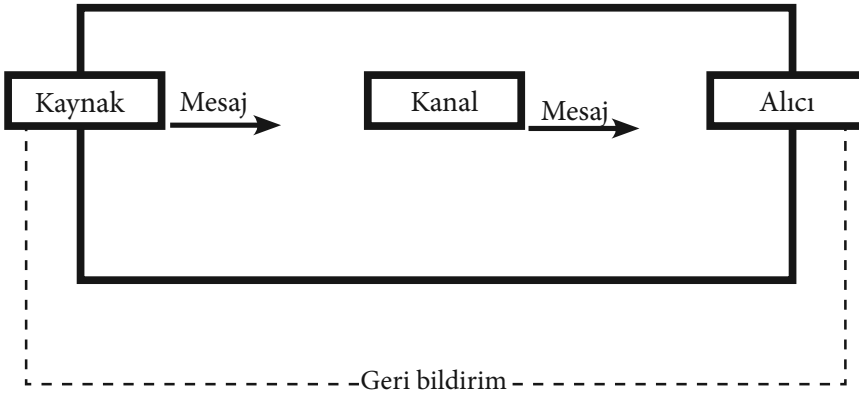 Kaynak
Mesaj
Kanal
Mesaj
Alıcı
Geri bildirim